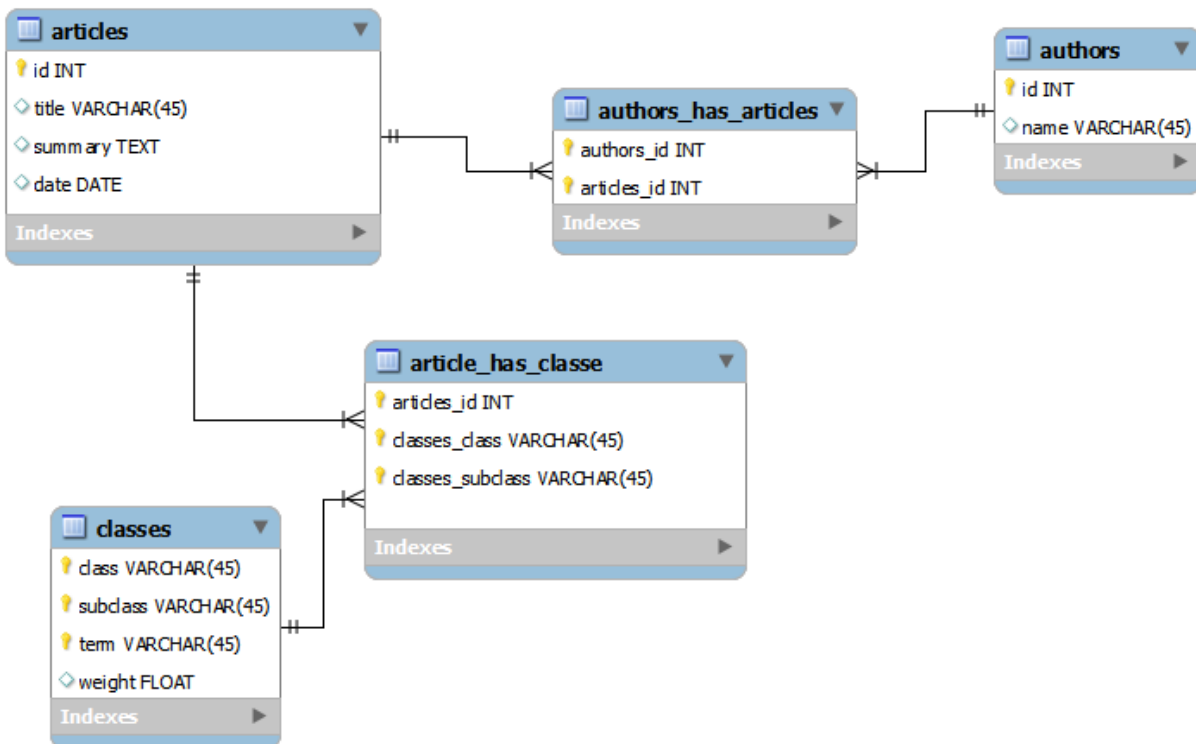 articles
id INT
title VARCHAR(45)
summary TEXT
date DATE
Indexes
authors_has_articles
authors_id INT
articles_id INT
Indexes
authors
id INT
name VARCHAR(45)
Indexes
article_has_classe
articles_id INT
classes_class VARCHAR(45)
classes_subclass VARCHAR(45)
Indexes
classes
class VARCHAR(45)
subclass VARCHAR(45)
term VARCHAR(45)
weight FLOAT
Indexes